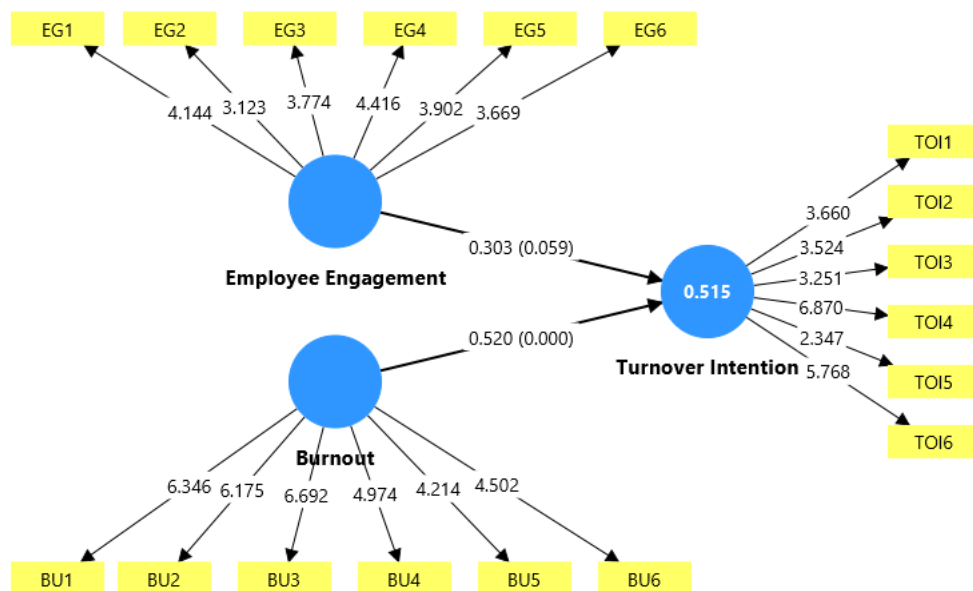 EG1 EG2 EG3 EG4 EG5 EG6
4.144 3.123 3.774 4.416 3.902 3.669
Employee Engagement
0.303 (0.059)
0.520 (0.000)
0.515
Turnover Intention
TOI1
TOI2
TOI3
TOI4
TOI5
TOI6
3.660
3.524
3.251
6.870
2.347
5.768
Burnout
6.346 6.175 6.692 4.974 4.214 4.502
BU1 BU2 BU3 BU4 BU5 BU6